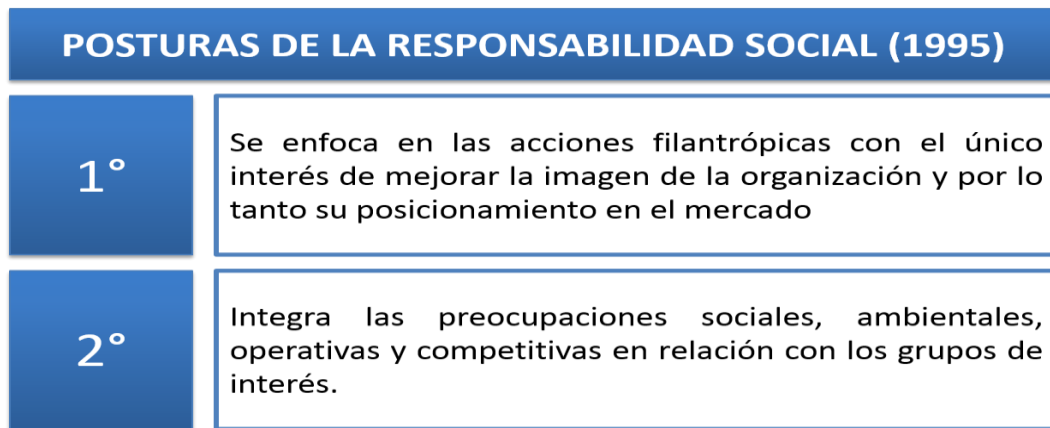 POSTURAS DE LA RESPONSABILIDAD SOCIAL (1995)
1°
Se enfoca en las acciones filantrópicas con el único
interés de mejorar la imagen de la organización y por lo
tanto su posicionamiento en el mercado
2°
Integra las preocupaciones sociales, ambientales,
operativas y competitivas en relación con los grupos de
interés.